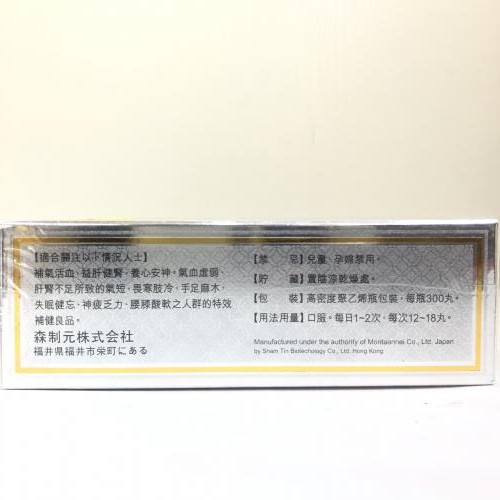 【適合關注以下情況人士】
補氣活血、益肝健腎、養心安神。氣血虛弱、
肝腎不足所致的氣短、畏寒肢冷、手足麻木、
失眠健忘、神疲乏力、腰膝酸軟之人群的特效
補健良品。
森制元株式会社
福井県福井市栄町にある
【禁 忌】兒童、孕婦禁用。
【貯 藏】置陰涼乾燥處。
【包 裝】高密度聚乙烯瓶包裝，每瓶300丸。
【用法用量】口服。每日1~2次，每次12~18丸。
Manufactured under the authority of Montaannei Co., Ltd. Japan
by Sham Tin Biotechology Co., Ltd. Hong Kong